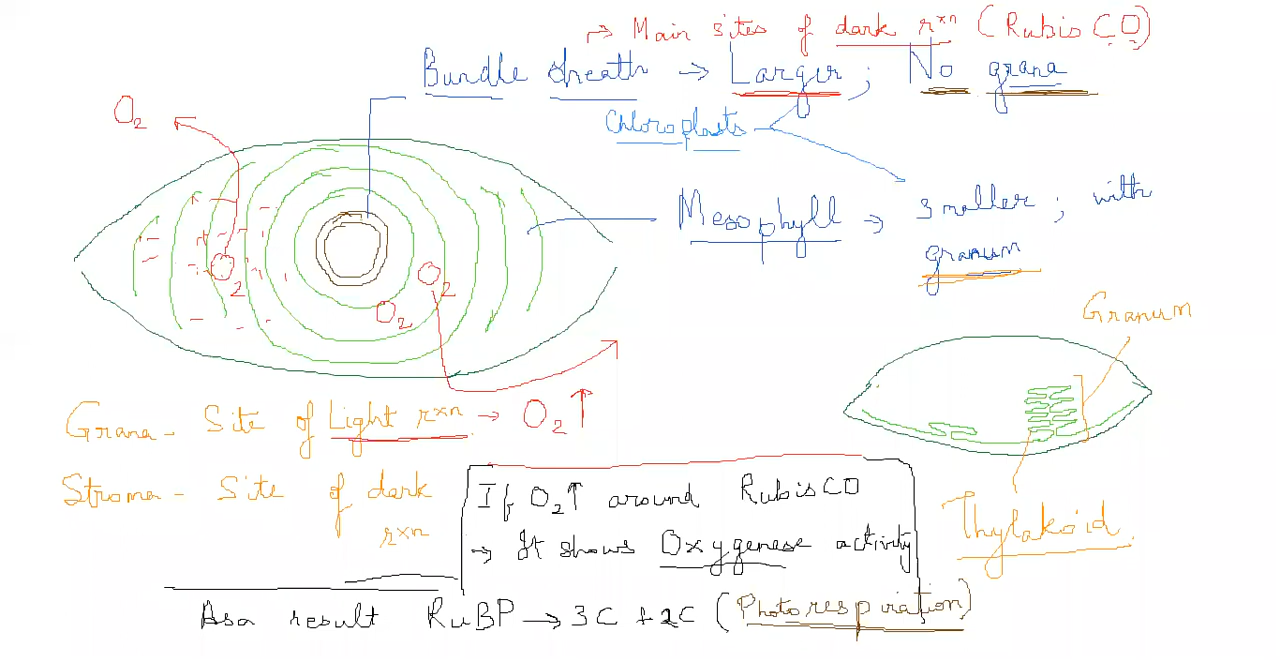 → Main sites of dark rxn (RubisCO)
Bundle sheath → Larger ; No grana
O2
Chloroplasts
Mesophyll → smaller ; with
granum
O2
O2
O2
Granum
Grana - Site of Light rxn → O2↑
Stroma - Site of dark
rxn
If O2↑ around RubisCO
→ It shows Oxygenase activity
Thylakoid
As a result RuBP → 3C + 2C (Photorespiration)